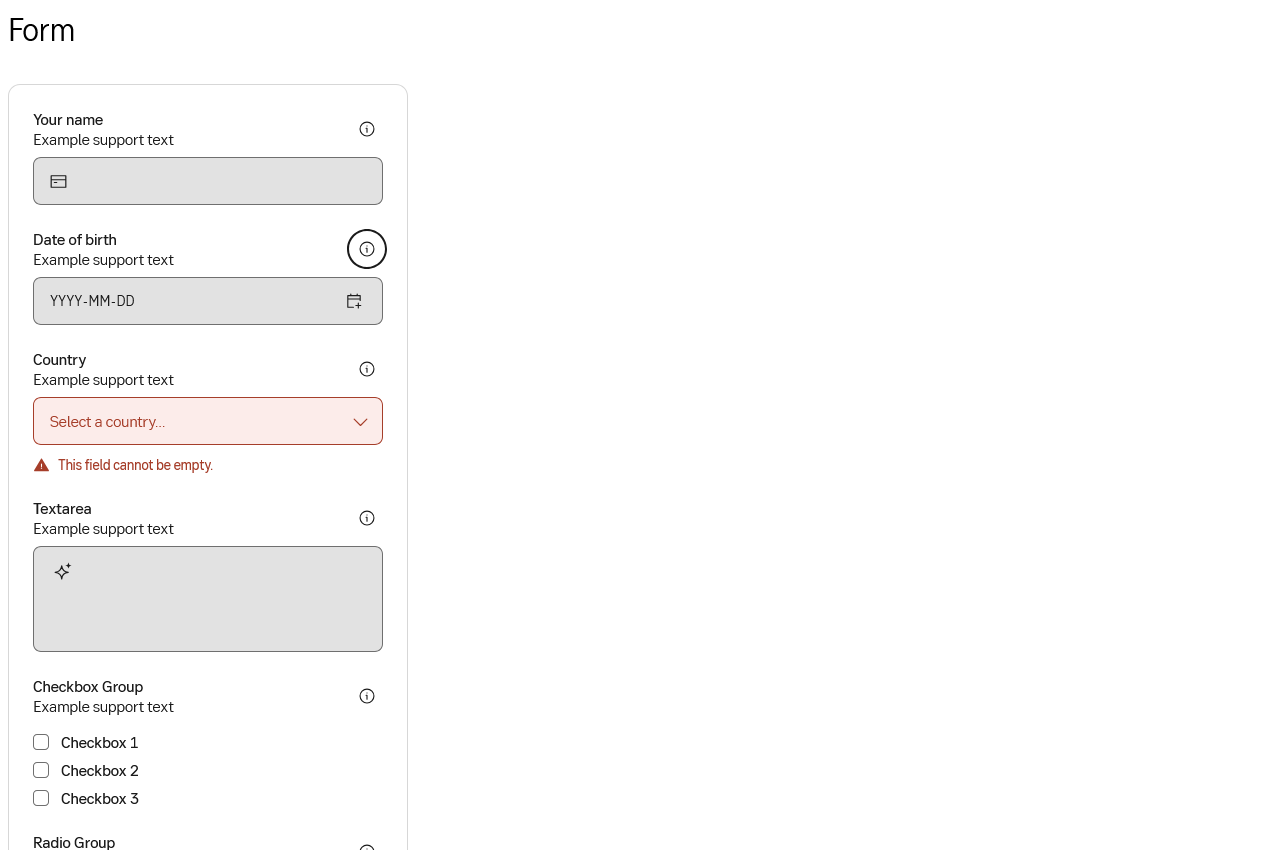 Form
Your name
Example support text
Date of birth
Example support text
YYYY-MM-DD
Country
Example support text
Select a country...
This field cannot be empty.
Textarea
Example support text
Checkbox Group
Example support text
Checkbox 1
Checkbox 2
Checkbox 3
Radio Group